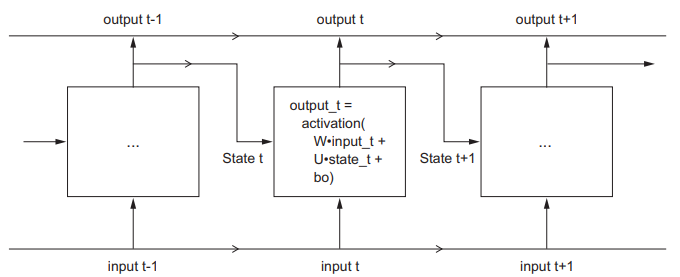 output t-1
output t
output t+1
...
output_t =
activation(
W•input_t +
U•state_t +
bo)
...
State t
State t+1
input t-1
input t
input t+1